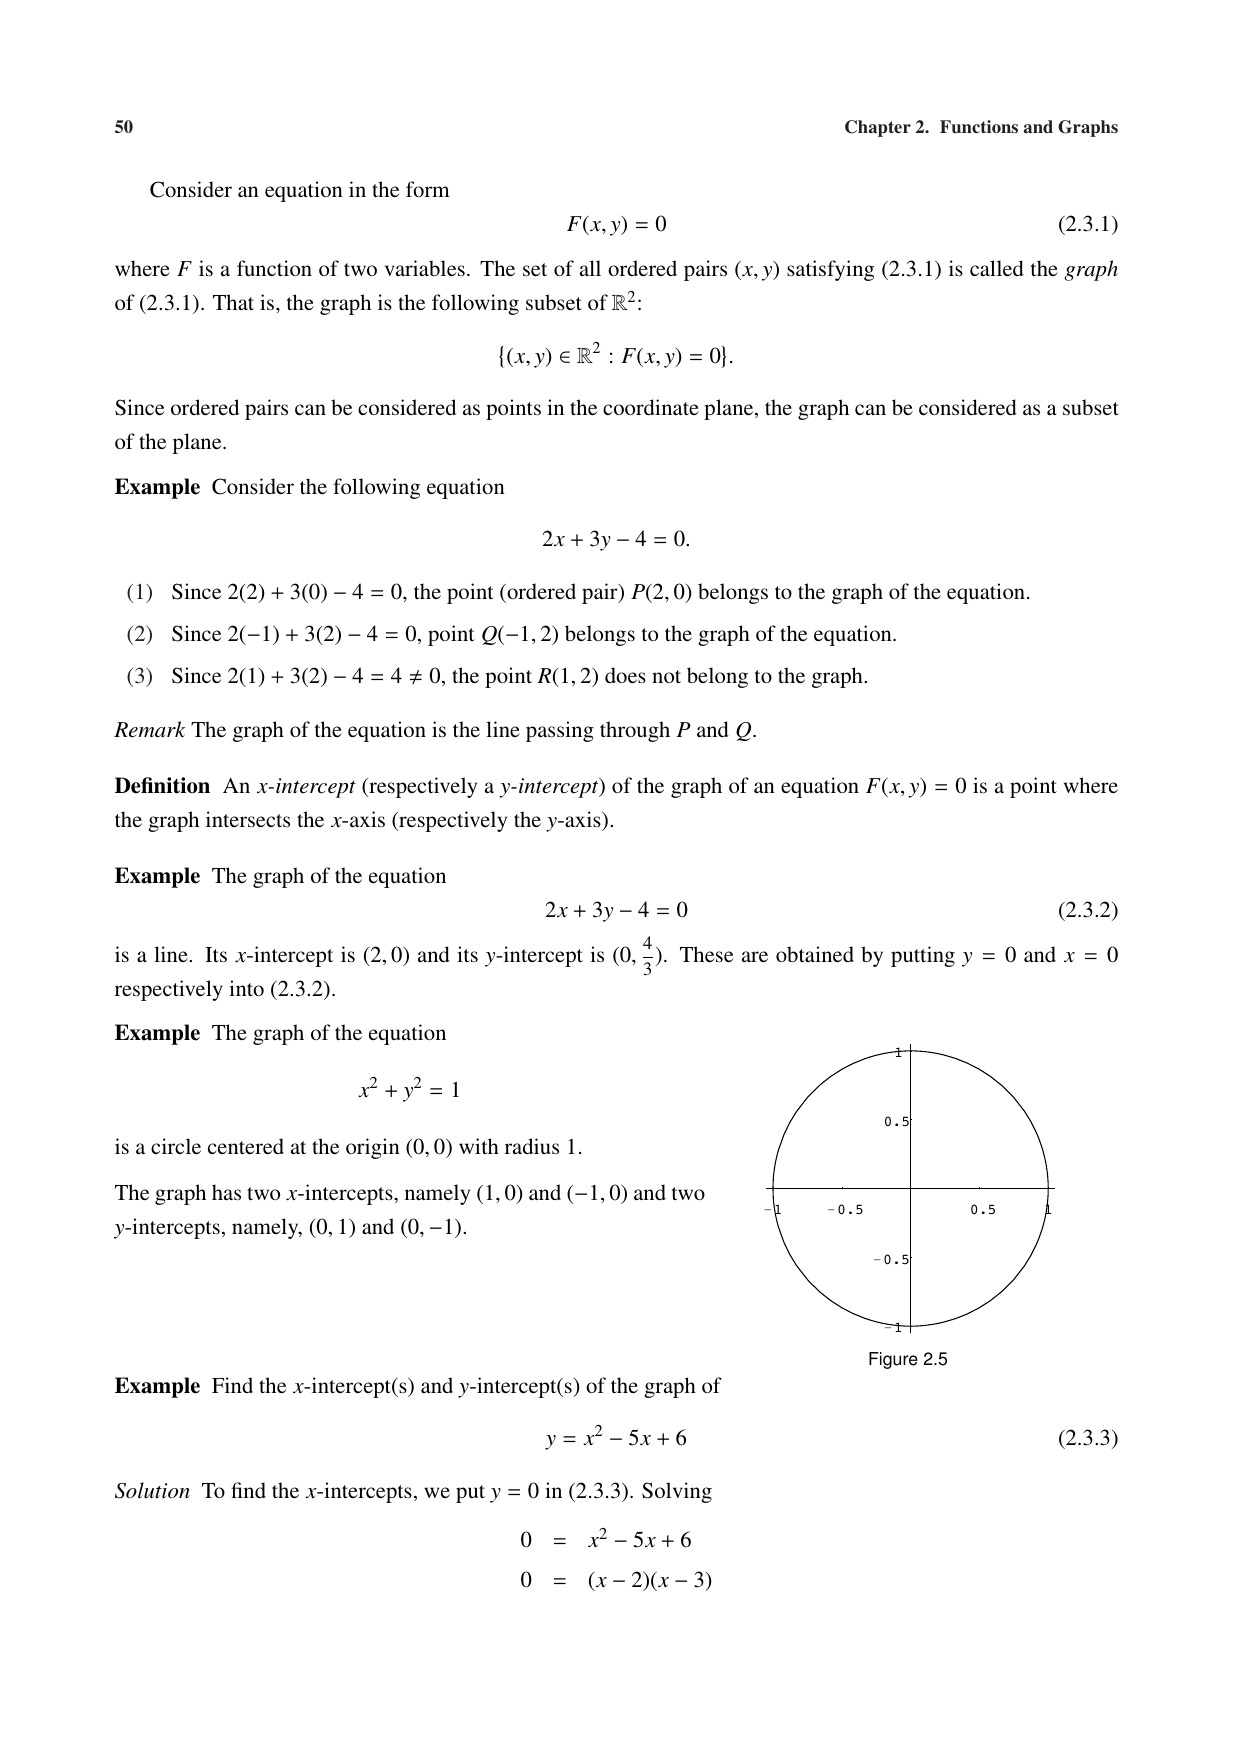 50 Chapter 2. Functions and Graphs
Consider an equation in the form
F(x, y) = 0 (2.3.1)
where F is a function of two variables. The set of all ordered pairs (x, y) satisfying (2.3.1) is called the graph
of (2.3.1). That is, the graph is the following subset of ℝ²:
{(x, y) ∈ ℝ² : F(x, y) = 0}.
Since ordered pairs can be considered as points in the coordinate plane, the graph can be considered as a subset
of the plane.
Example Consider the following equation
2x + 3y − 4 = 0.
(1) Since 2(2) + 3(0) − 4 = 0, the point (ordered pair) P(2, 0) belongs to the graph of the equation.
(2) Since 2(−1) + 3(2) − 4 = 0, point Q(−1, 2) belongs to the graph of the equation.
(3) Since 2(1) + 3(2) − 4 = 4 ≠ 0, the point R(1, 2) does not belong to the graph.
Remark The graph of the equation is the line passing through P and Q.
Definition An x-intercept (respectively a y-intercept) of the graph of an equation F(x, y) = 0 is a point where
the graph intersects the x-axis (respectively the y-axis).
Example The graph of the equation
2x + 3y − 4 = 0 (2.3.2)
is a line. Its x-intercept is (2, 0) and its y-intercept is (0, 4/3). These are obtained by putting y = 0 and x = 0
respectively into (2.3.2).
Example The graph of the equation
x² + y² = 1
is a circle centered at the origin (0, 0) with radius 1.
The graph has two x-intercepts, namely (1, 0) and (−1, 0) and two
y-intercepts, namely, (0, 1) and (0, −1).
1
0.5
−1 −0.5 0.5 1
−0.5
−1
Figure 2.5
Example Find the x-intercept(s) and y-intercept(s) of the graph of
y = x² − 5x + 6 (2.3.3)
Solution To find the x-intercepts, we put y = 0 in (2.3.3). Solving
0 = x² − 5x + 6
0 = (x − 2)(x − 3)